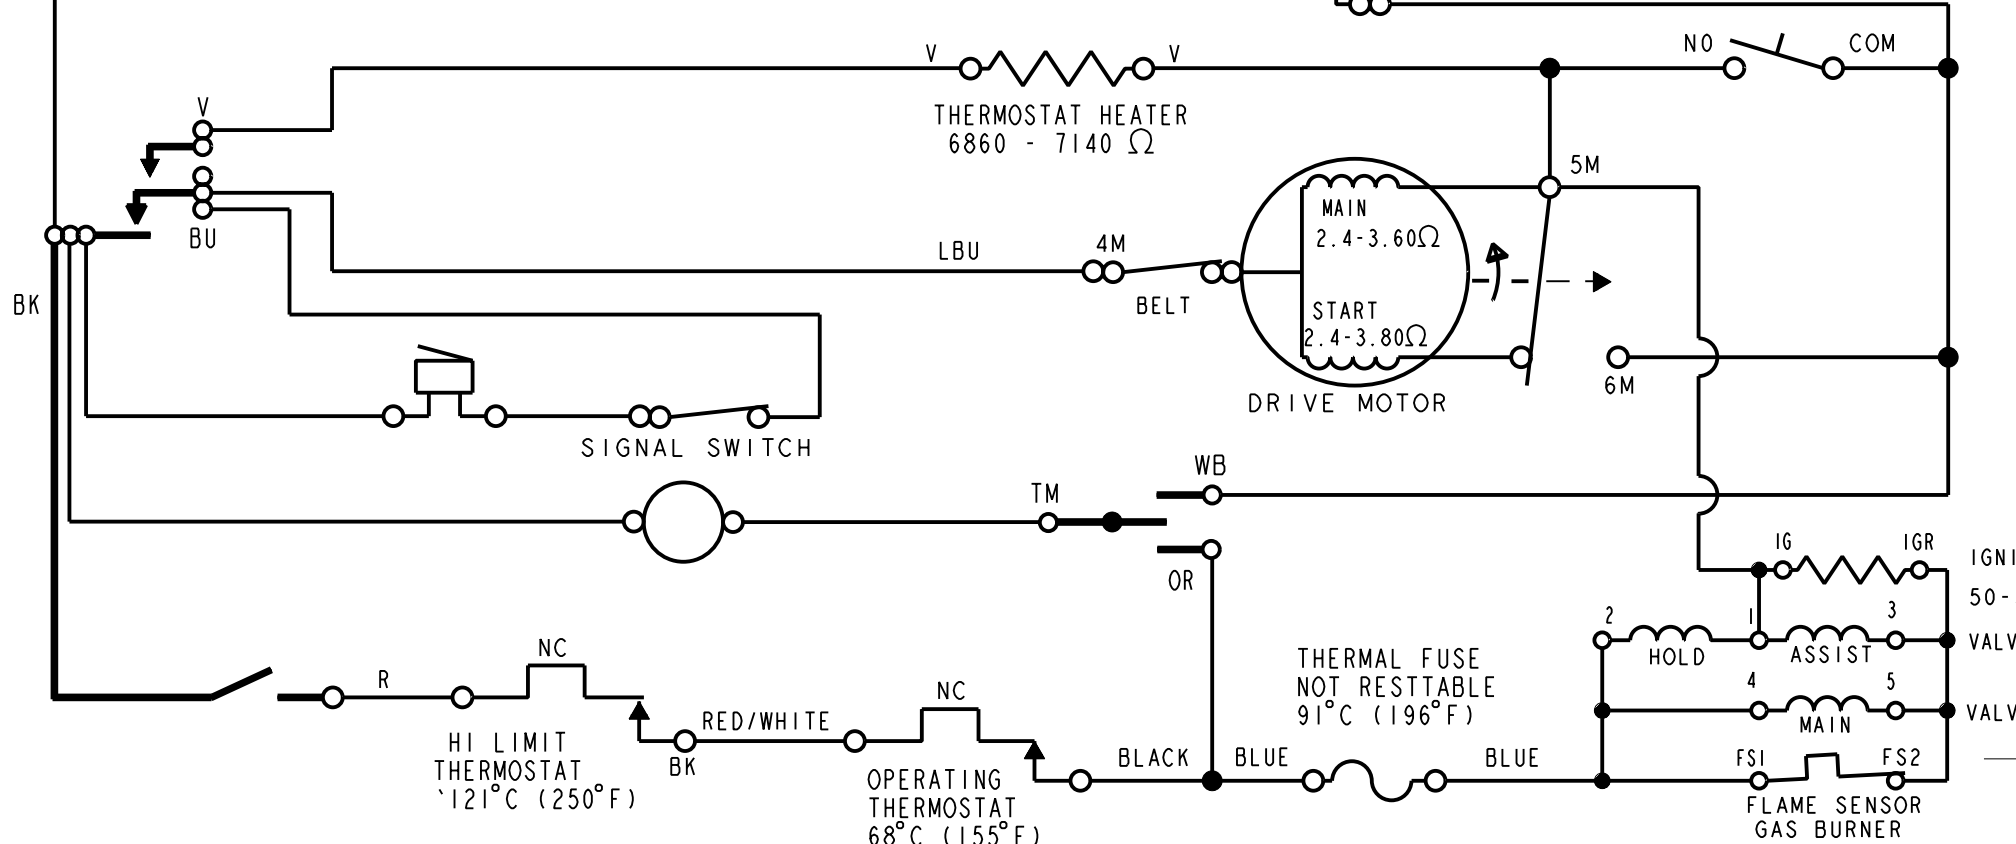 V
V
NO
COM
V
THERMOSTAT HEATER
6860 - 7140 Ω
5M
MAIN
2.4-3.60Ω
BU
LBU
4M
BELT
BK
START
2.4-3.80Ω
6M
DRIVE MOTOR
SIGNAL SWITCH
WB
TM
OR
IG
IGR
IGNI
50-
2
1
3
HOLD
ASSIST
VALV
NC
R
THERMAL FUSE
NOT RESTTABLE
91°C (196°F)
4
5
MAIN
VALV
NC
RED/WHITE
HI LIMIT
THERMOSTAT
`121°C (250°F)
BK
BLACK
BLUE
BLUE
FS1
FS2
OPERATING
THERMOSTAT
68°C (155°F)
FLAME SENSOR
GAS BURNER